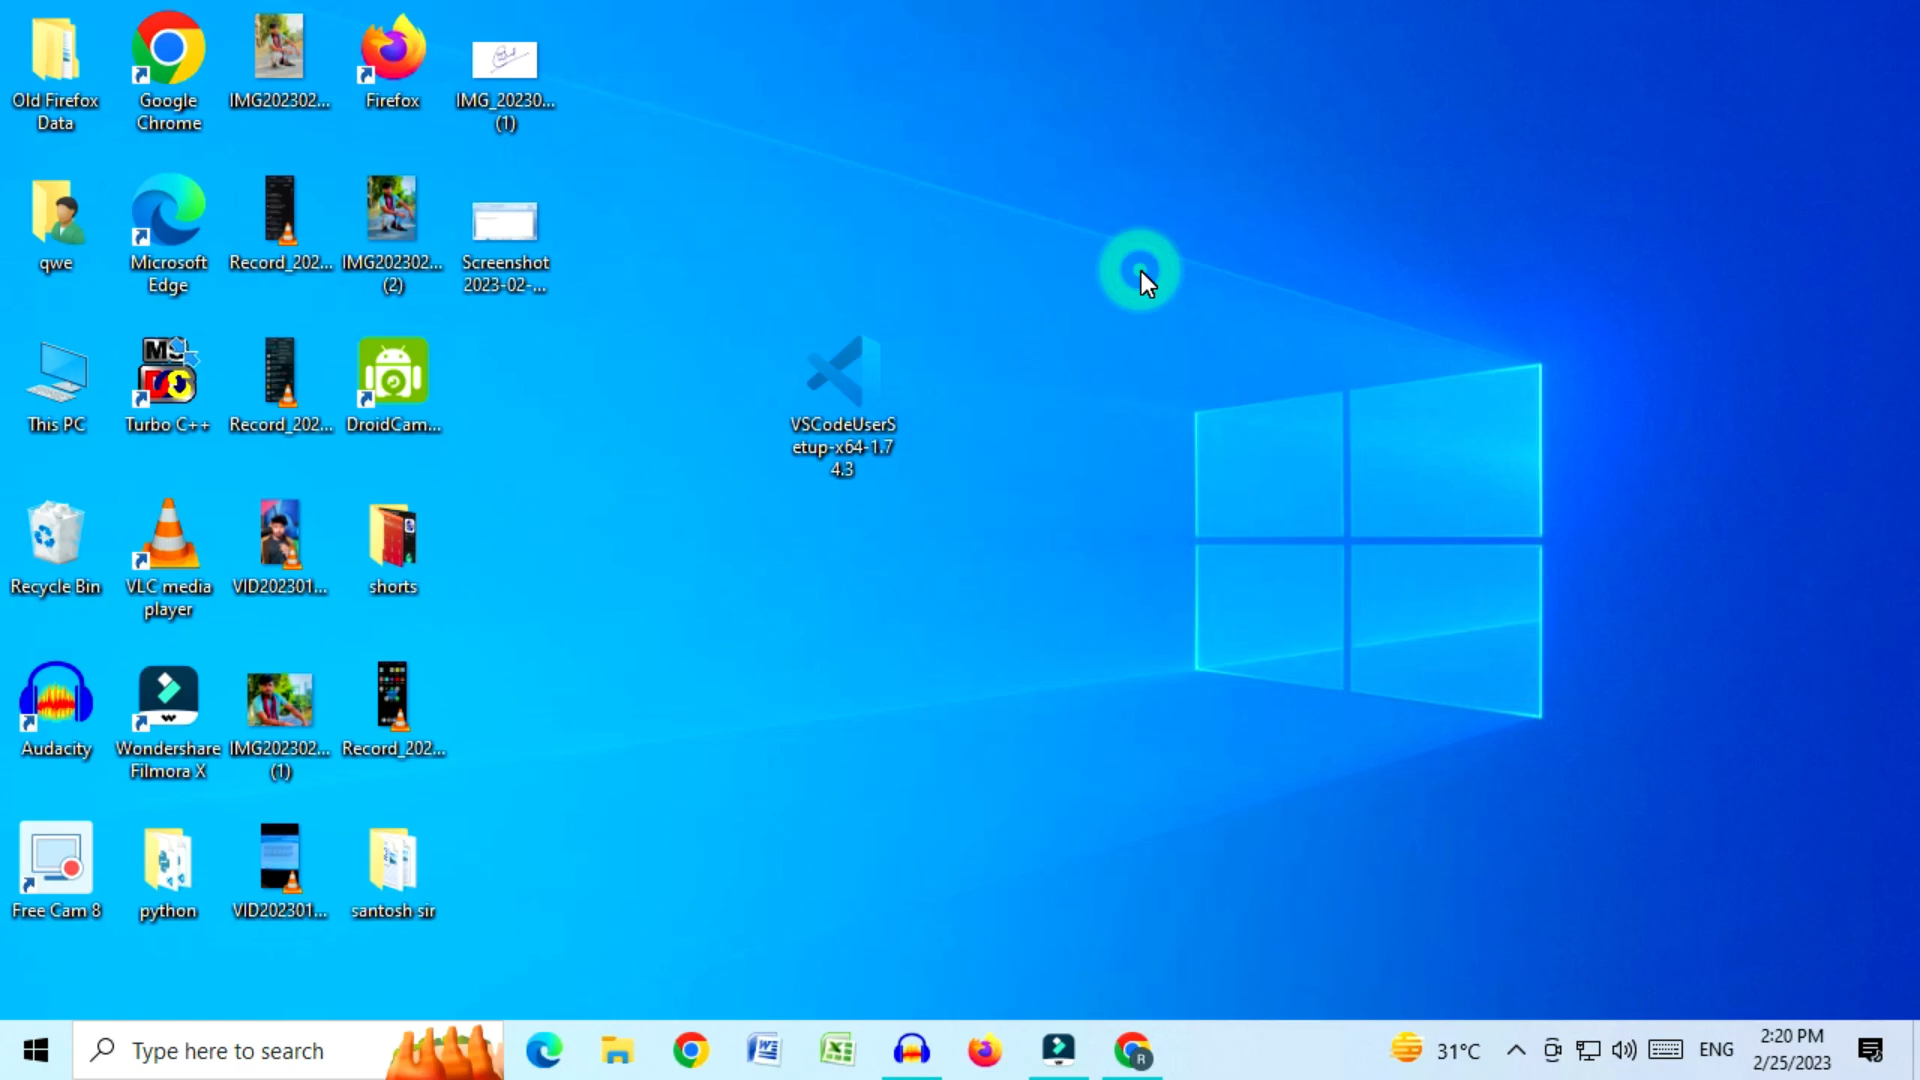 Old Firefox
Data
Google
Chrome
IMG202302...
Firefox
IMG_20230...
(1)
qwe
Microsoft
Edge
Record_202...
IMG202302...
(2)
Screenshot
2023-02-...
This PC
Turbo C++
Record_202...
DroidCam...
VSCodeUserS
etup-x64-1.7
4.3
Recycle Bin
VLC media
player
VID202301...
shorts
Audacity
Wondershare
Filmora X
IMG202302...
(1)
Record_202...
Free Cam 8
python
VID202301...
santosh sir
Type here to search
31°C
ENG
2:20 PM
2/25/2023